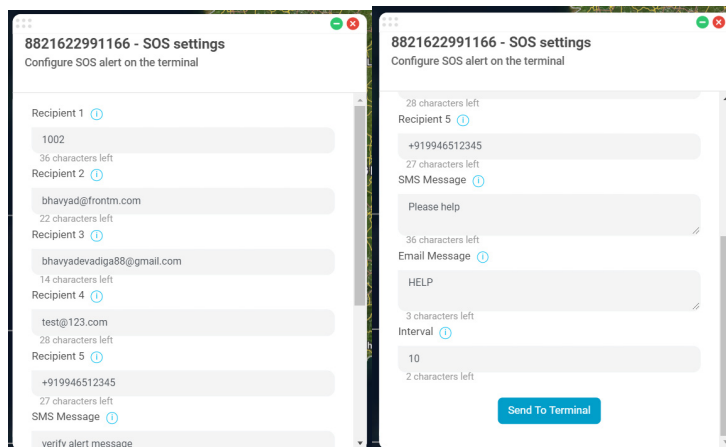 8821622991166 - SOS settings
Configure SOS alert on the terminal
Recipient 1
1002
36 characters left
Recipient 2
bhavyad@frontm.com
22 characters left
Recipient 3
bhavyadevadiga88@gmail.com
14 characters left
Recipient 4
test@123.com
28 characters left
Recipient 5
+919946512345
27 characters left
SMS Message
verify alert message
8821622991166 - SOS settings
Configure SOS alert on the terminal
28 characters left
Recipient 5
+919946512345
27 characters left
SMS Message
Please help
36 characters left
Email Message
HELP
3 characters left
Interval
10
2 characters left
Send To Terminal